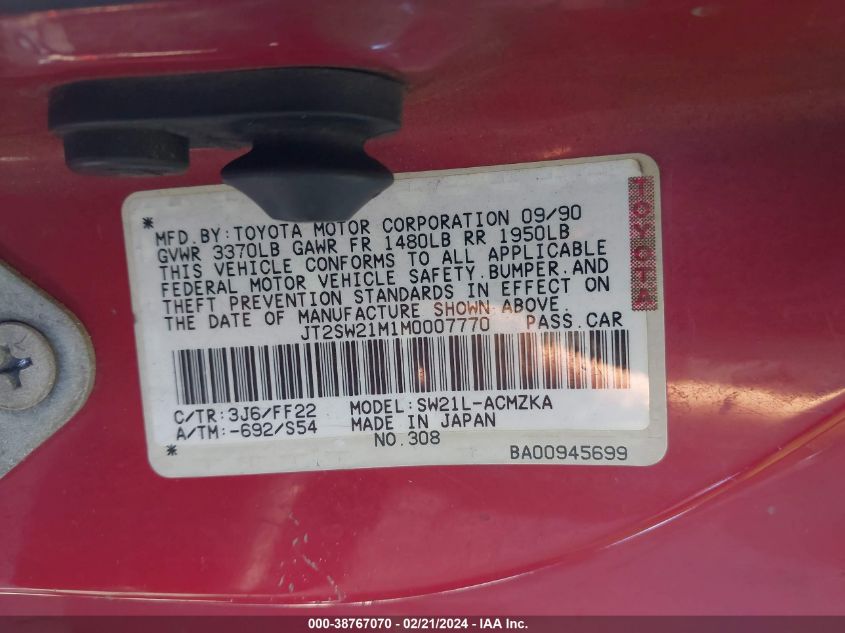 * MFD.BY:TOYOTA MOTOR CORPORATION 09/90
GVWR 3370LB GAWR FR 1480LB RR 1950LB
THIS VEHICLE CONFORMS TO ALL APPLICABLE
FEDERAL MOTOR VEHICLE SAFETY,BUMPER,AND
THEFT PREVENTION STANDARDS IN EFFECT ON
THE DATE OF MANUFACTURE SHOWN ABOVE.
JT2SW21M1M0007770 PASS.CAR
TOYOTA
C/TR:3J6/FF22 MODEL:SW21L-ACMZKA
A/TM:-692/S54 MADE IN JAPAN
* NO.308 BA00945699
000-38767070 - 02/21/2024 - IAA Inc.